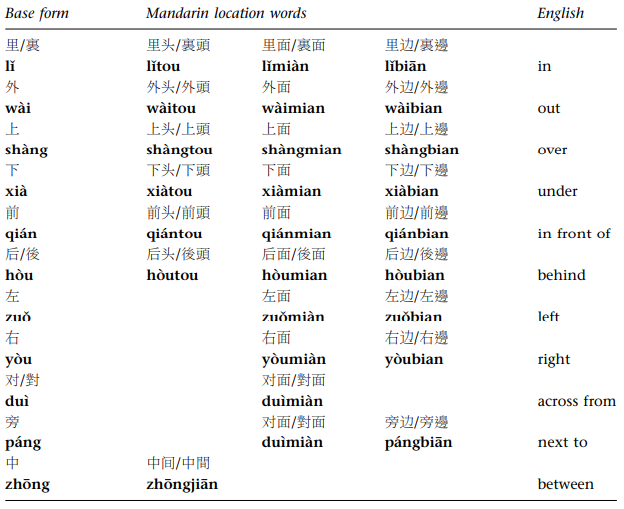 Base form Mandarin location words English
里/裏 里头/裏頭 里面/裏面 里边/裏邊
lǐ lǐtou lǐmiàn lǐbiān in
外 外头/外頭 外面 外边/外邊
wài wàitou wàimian wàibian out
上 上头/上頭 上面 上边/上邊
shàng shàngtou shàngmian shàngbian over
下 下头/下頭 下面 下边/下邊
xià xiàtou xiàmian xiàbian under
前 前头/前頭 前面 前边/前邊
qián qiántou qiánmian qiánbian in front of
后/後 后头/後頭 后面/後面 后边/後邊
hòu hòutou hòumian hòubian behind
左 左面 左边/左邊
zuǒ zuǒmiàn zuǒbian left
右 右面 右边/右邊
yòu yòumiàn yòubian right
对/對 对面/對面
duì duìmiàn across from
旁 对面/對面 旁边/旁邊
páng duìmiàn pángbiān next to
中 中间/中間
zhōng zhōngjiān between